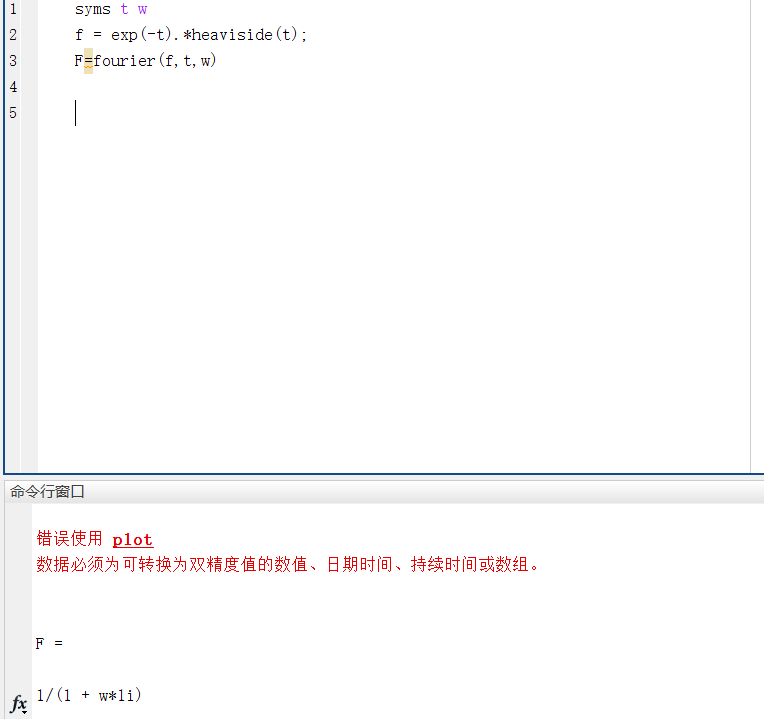 1 syms t w
2 f = exp(-t).*heaviside(t);
3 F=fourier(f,t,w)
4
5
命令行窗口
错误使用 plot
数据必须为可转换为双精度值的数值、日期时间、持续时间或数组。
F =
1/(1 + w*1i)
fx